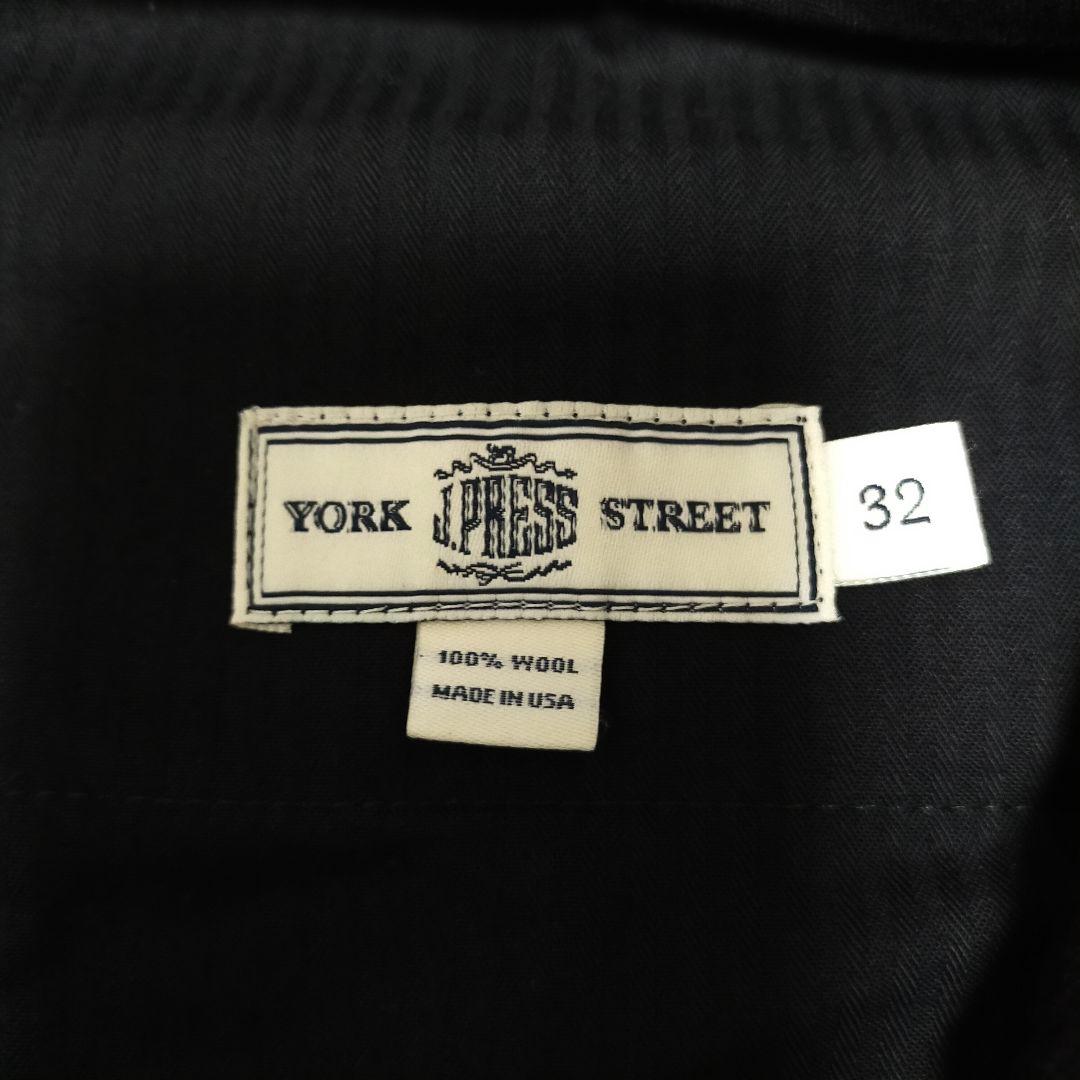 YORK J.PRESS STREET 32
100% WOOL
MADE IN USA